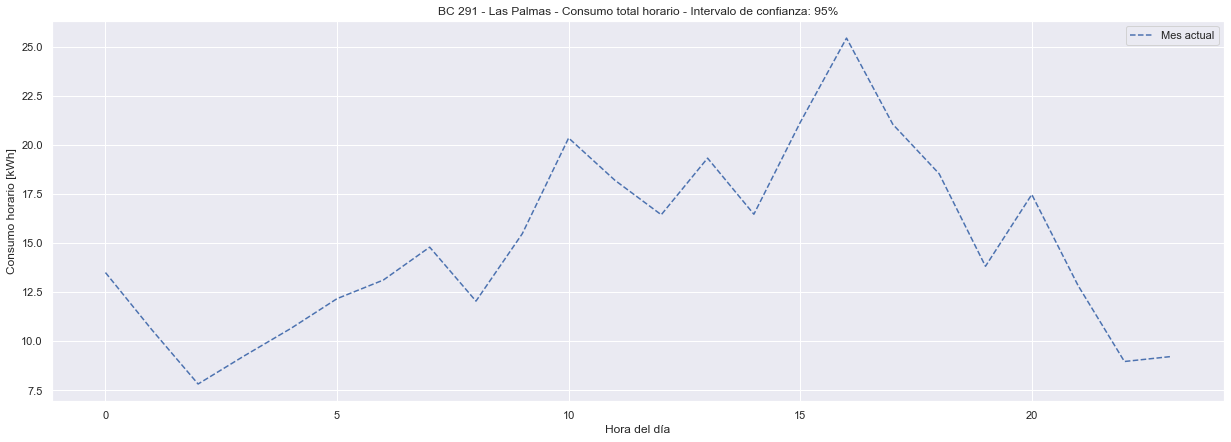 BC 291 - Las Palmas - Consumo total horario - Intervalo de confianza: 95%
Mes actual
25.0
22.5
20.0
17.5
15.0
12.5
10.0
7.5
Consumo horario [kWh]
0 5 10 15 20
Hora del día